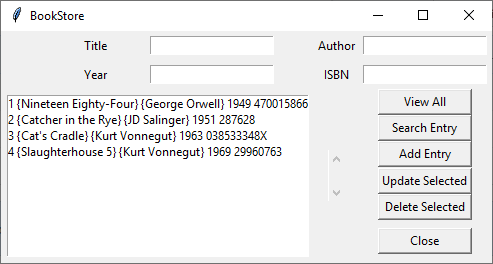 BookStore
Title
Author
Year
ISBN
1 {Nineteen Eighty-Four} {George Orwell} 1949 470015866
2 {Catcher in the Rye} {JD Salinger} 1951 287628
3 {Cat's Cradle} {Kurt Vonnegut} 1963 038533348X
4 {Slaughterhouse 5} {Kurt Vonnegut} 1969 29960763
View All
Search Entry
Add Entry
Update Selected
Delete Selected
Close